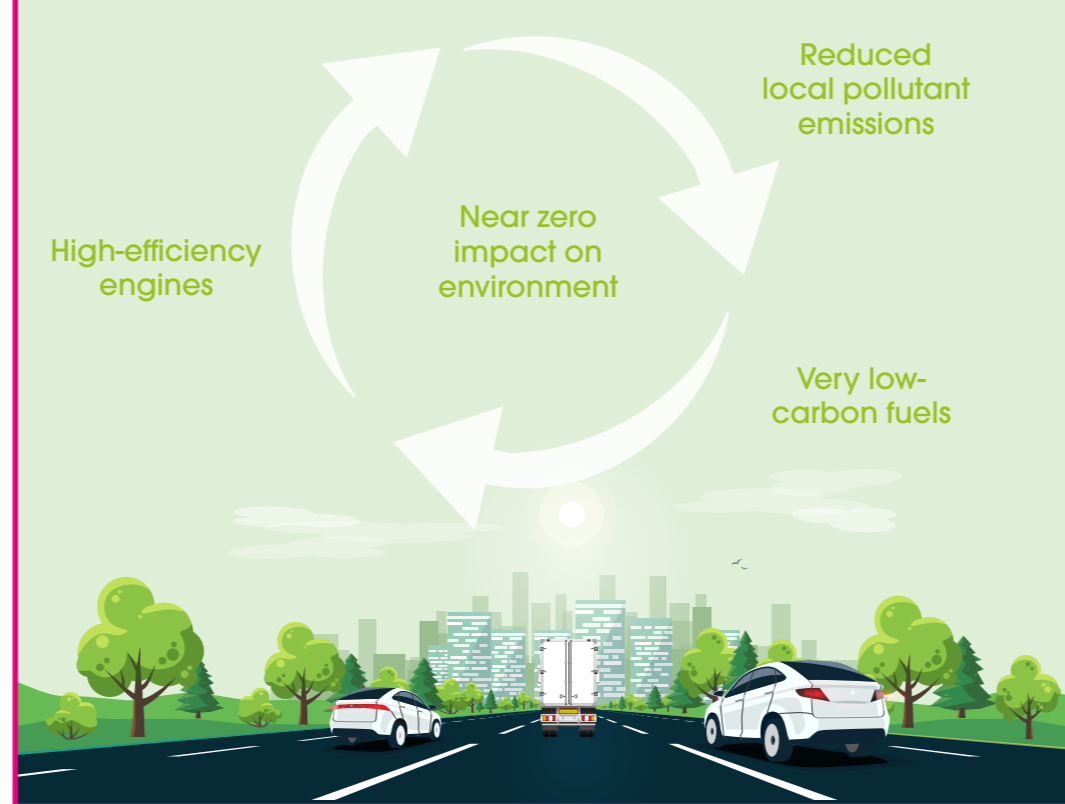 Reduced
local pollutant
emissions
High-efficiency
engines
Near zero
impact on
environment
Very low-
carbon fuels